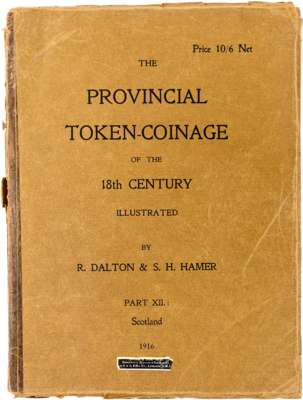 Price 10/6 Net
THE
PROVINCIAL
TOKEN-COINAGE
OF THE
18th CENTURY
ILLUSTRATED
BY
R. DALTON & S. H. HAMER
PART XII.:
Scotland
1916